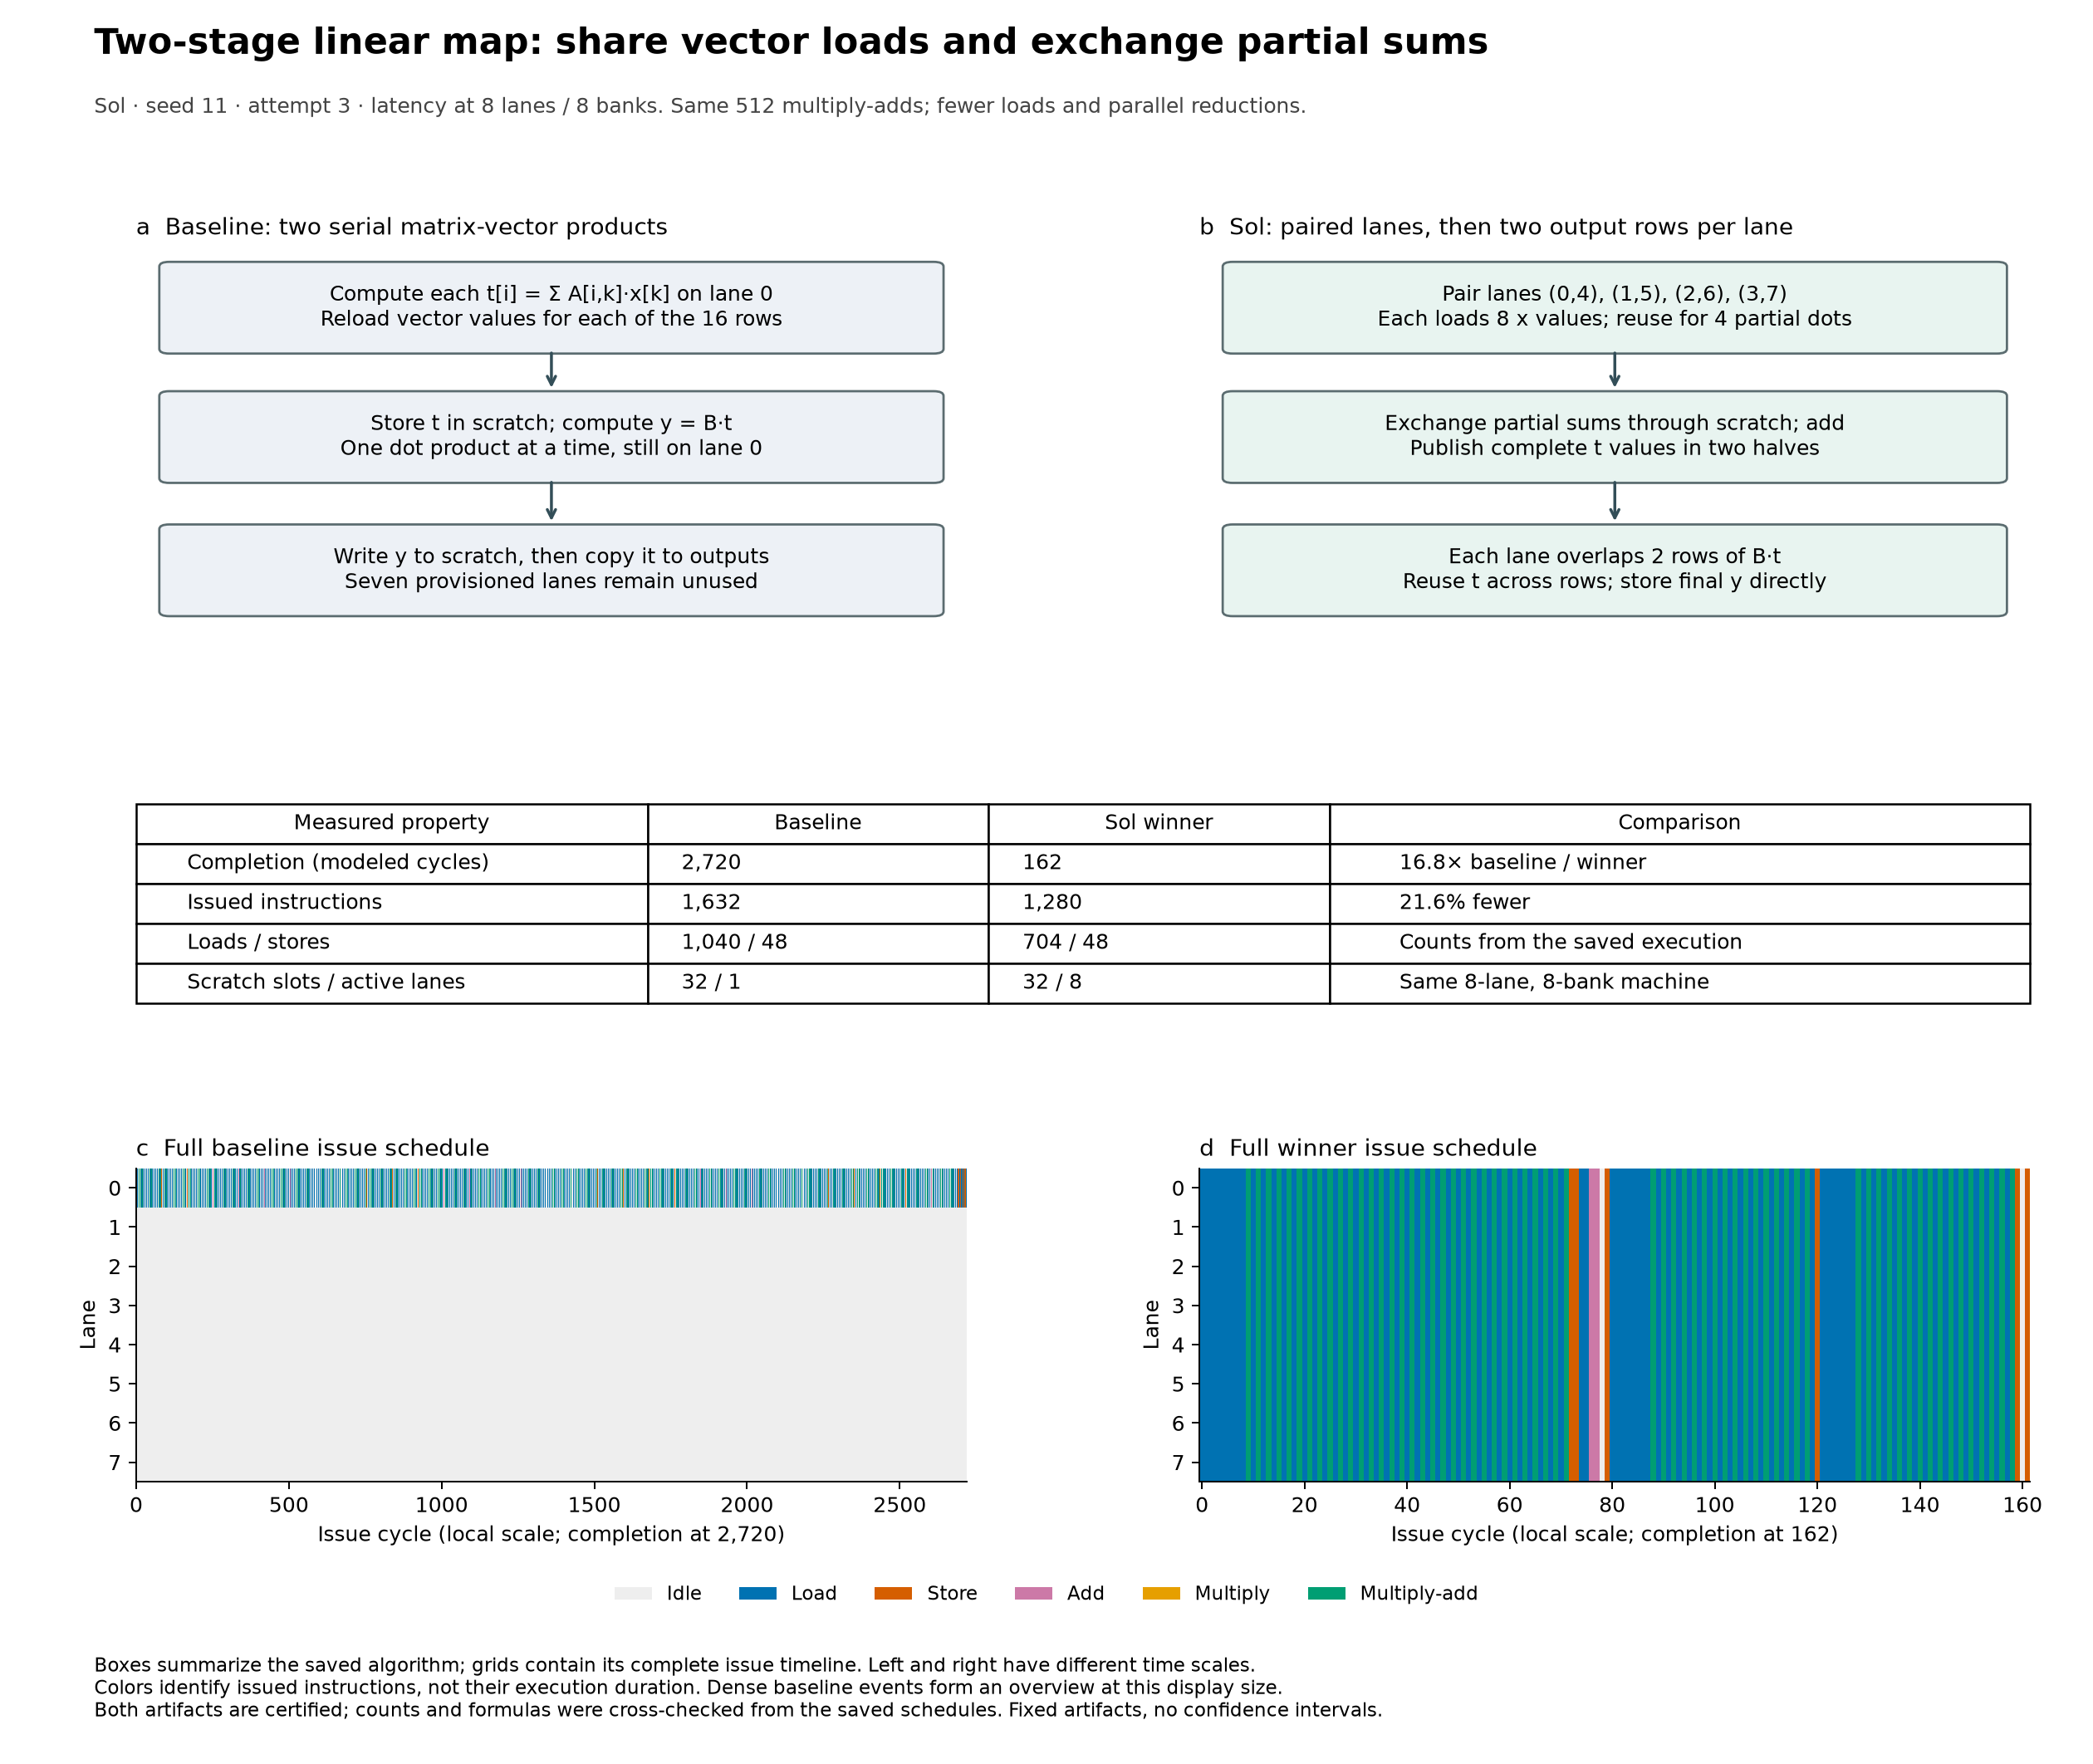 Two-stage linear map: share vector loads and exchange partial sums
Sol · seed 11 · attempt 3 · latency at 8 lanes / 8 banks. Same 512 multiply-adds; fewer loads and parallel reductions.
a Baseline: two serial matrix-vector products
Compute each t[i] = Σ A[i,k]·x[k] on lane 0
Reload vector values for each of the 16 rows
Store t in scratch; compute y = B·t
One dot product at a time, still on lane 0
Write y to scratch, then copy it to outputs
Seven provisioned lanes remain unused
b Sol: paired lanes, then two output rows per lane
Pair lanes (0,4), (1,5), (2,6), (3,7)
Each loads 8 x values; reuse for 4 partial dots
Exchange partial sums through scratch; add
Publish complete t values in two halves
Each lane overlaps 2 rows of B·t
Reuse t across rows; store final y directly
Measured property Baseline Sol winner Comparison
Completion (modeled cycles) 2,720 162 16.8× baseline / winner
Issued instructions 1,632 1,280 21.6% fewer
Loads / stores 1,040 / 48 704 / 48 Counts from the saved execution
Scratch slots / active lanes 32 / 1 32 / 8 Same 8-lane, 8-bank machine
c Full baseline issue schedule
Lane
0
1
2
3
4
5
6
7
0 500 1000 1500 2000 2500
Issue cycle (local scale; completion at 2,720)
d Full winner issue schedule
Lane
0
1
2
3
4
5
6
7
0 20 40 60 80 100 120 140 160
Issue cycle (local scale; completion at 162)
Idle Load Store Add Multiply Multiply-add
Boxes summarize the saved algorithm; grids contain its complete issue timeline. Left and right have different time scales.
Colors identify issued instructions, not their execution duration. Dense baseline events form an overview at this display size.
Both artifacts are certified; counts and formulas were cross-checked from the saved schedules. Fixed artifacts, no confidence intervals.